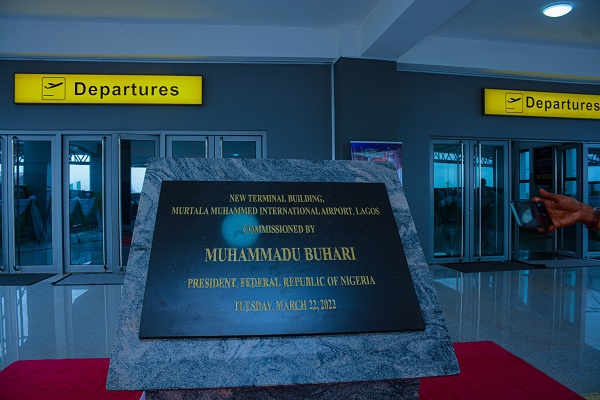 Departures
Departures
NEW TERMINAL BUILDING,
MURTALA MUHAMMED INTERNATIONAL AIRPORT, LAGOS
COMMISSIONED BY
MUHAMMADU BUHARI
PRESIDENT FEDERAL REPUBLIC OF NIGERIA
TUESDAY, MARCH 22, 2022